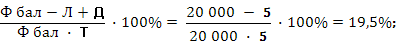 (Ф бал − Л + Д)/(Ф бал · Т) · 100% = (20 000 − 5)/(20 000 · 5) · 100% = 19,5%;